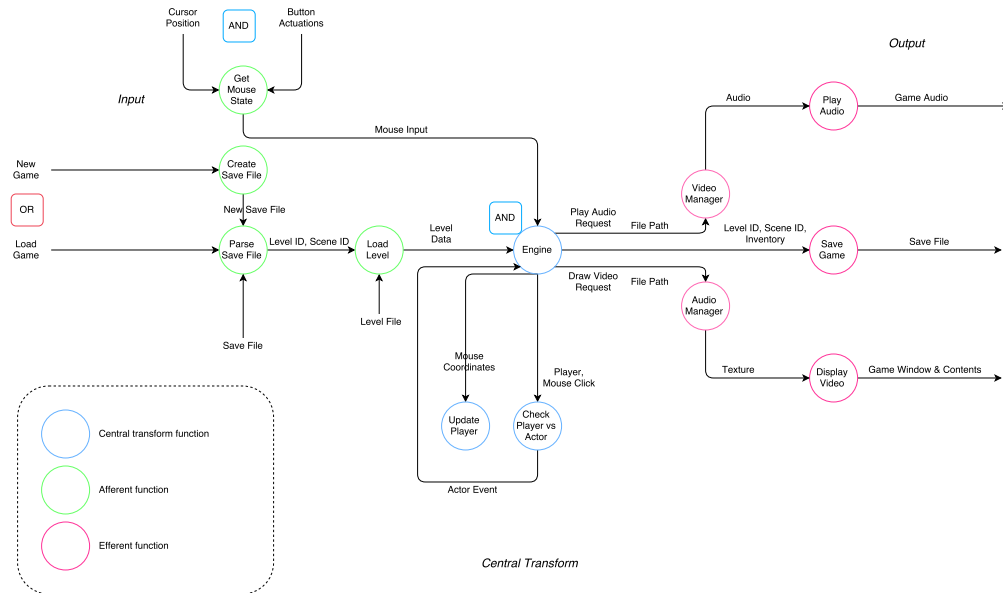 Cursor
Position
AND
Button
Actuations
Output
Input
Get
Mouse
State
Audio
Play
Audio
Game Audio
Mouse Input
New
Game
Create
Save File
Video
Manager
OR
New Save File
AND
Play Audio
Request
File Path
Load
Game
Parse
Save File
Level ID, Scene ID
Load
Level
Level
Data
Engine
Level ID, Scene ID,
Inventory
Save
Game
Save File
Draw Video
Request
File Path
Audio
Manager
Level File
Save File
Mouse
Coordinates
Player,
Mouse Click
Texture
Display
Video
Game Window & Contents
Update
Player
Check
Player vs
Actor
Central transform function
Afferent function
Actor Event
Efferent function
Central Transform